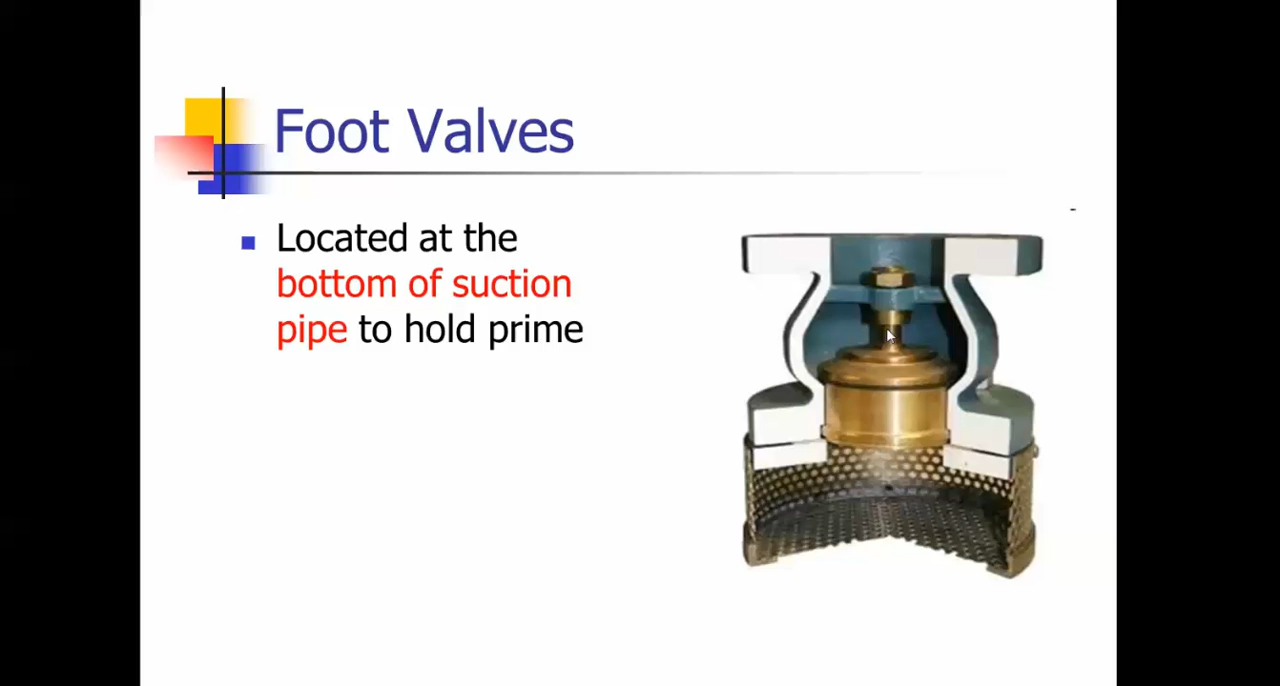 Foot Valves
Located at the
bottom of suction
pipe to hold prime